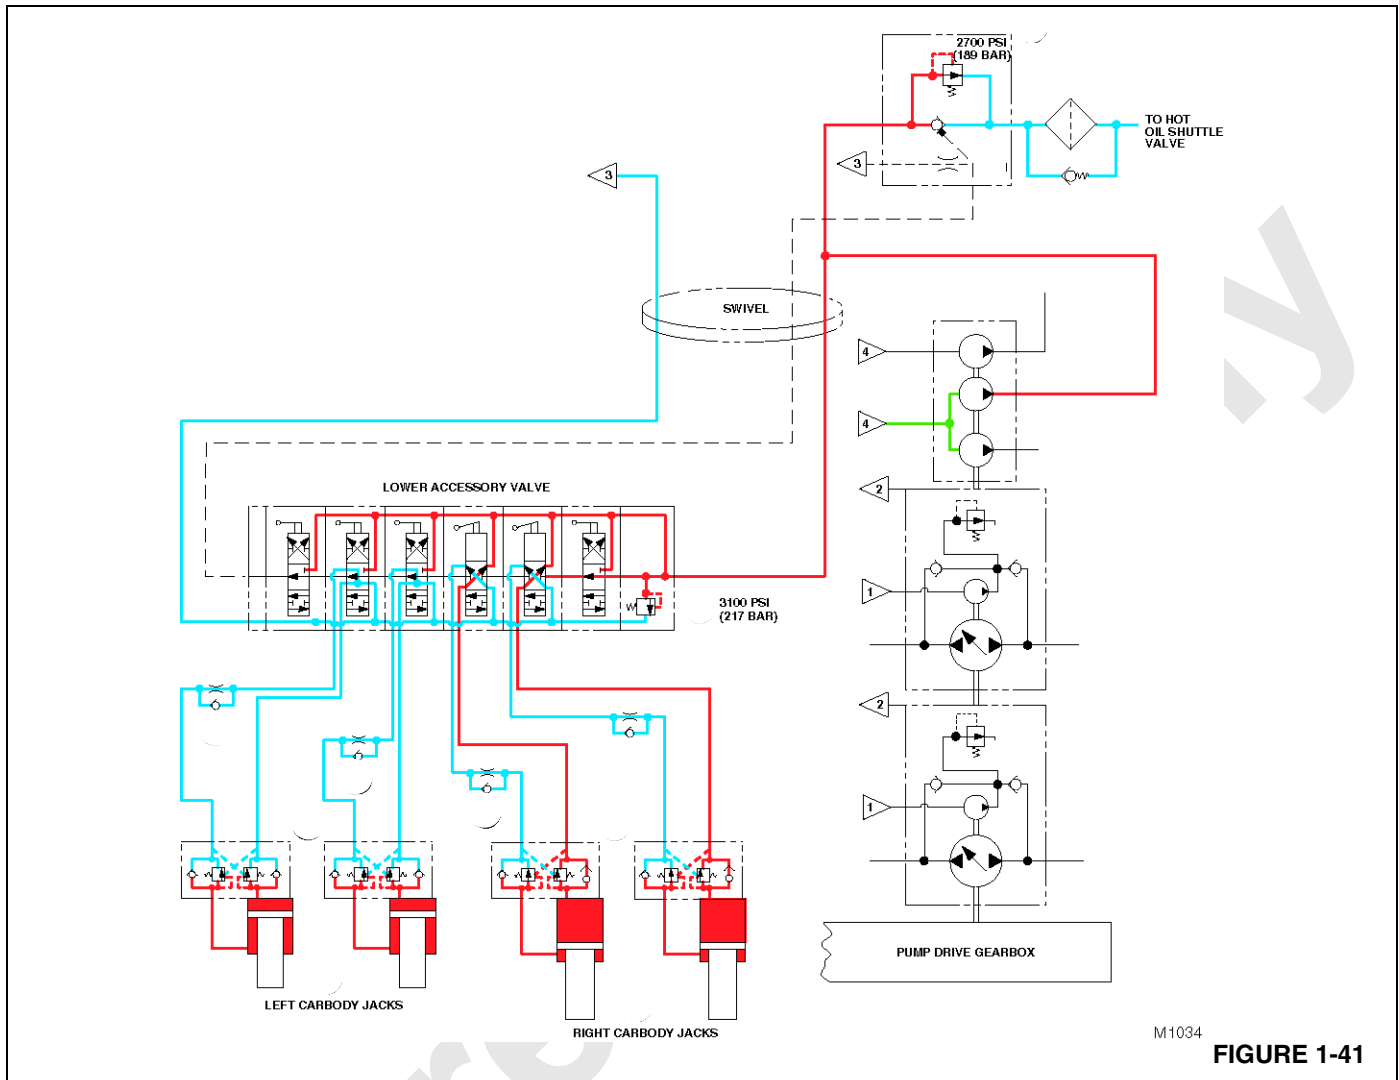 2700 PSI
(189 BAR)
TO HOT
OIL SHUTTLE
VALVE
3
3
SWIVEL
4
4
2
LOWER ACCESSORY VALVE
1
3100 PSI
(217 BAR)
2
1
PUMP DRIVE GEARBOX
LEFT CARBODY JACKS
RIGHT CARBODY JACKS
M1034
FIGURE 1-41